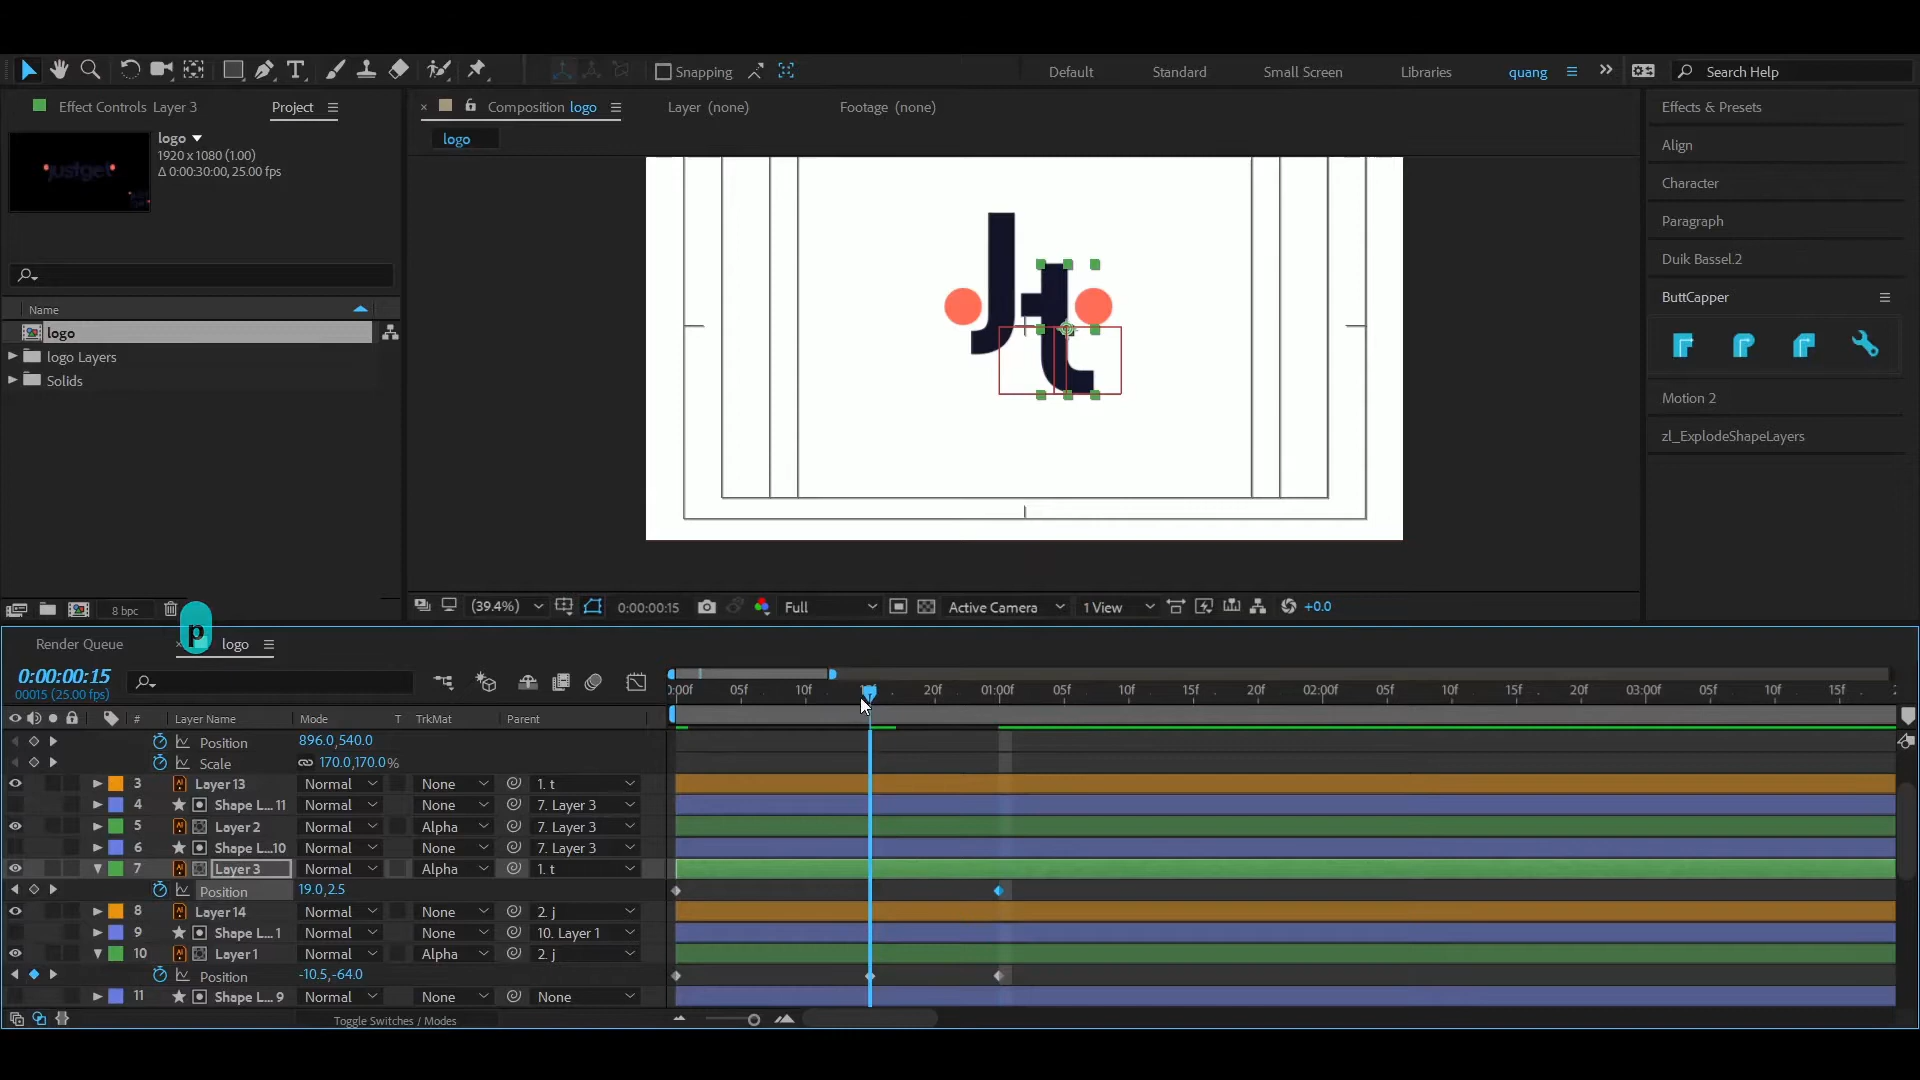 Snapping
Default
Standard
Small Screen
Libraries
quang
Search Help
Effect Controls Layer 3
Project
Composition logo
Layer (none)
Footage (none)
Effects & Presets
logo
1920 x 1080 (1.00)
Δ 0:00:30:00, 25.00 fps
justget
logo
Align
Character
Paragraph
Duik Bassel.2
ButtCapper
Motion 2
zl_ExplodeShapeLayers
Name
logo
logo Layers
Solids
Jt
8 bpc
(39.4%)
0:00:00:15
Full
Active Camera
1 View
+0.0
p
Render Queue
logo
0:00:00:15
00015 (25.00 fps)
0:00f 05f 10f 20f 01:00f 05f 10f 15f 20f 02:00f 05f 10f 15f 20f 03:00f 05f 10f 15f
# Layer Name Mode T TrkMat Parent
Position 896.0,540.0
Scale 170.0,170.0%
3 Layer 13 Normal None 1. t
4 Shape L...11 Normal None 7. Layer 3
5 Layer 2 Normal Alpha 7. Layer 3
6 Shape L...10 Normal None 7. Layer 3
7 Layer 3 Normal Alpha 1. t
Position 19.0,2.5
8 Layer 14 Normal None 2. j
9 Shape L... 1 Normal None 10. Layer 1
10 Layer 1 Normal Alpha 2. j
Position -10.5,-64.0
11 Shape L... 9 Normal None None
Toggle Switches / Modes